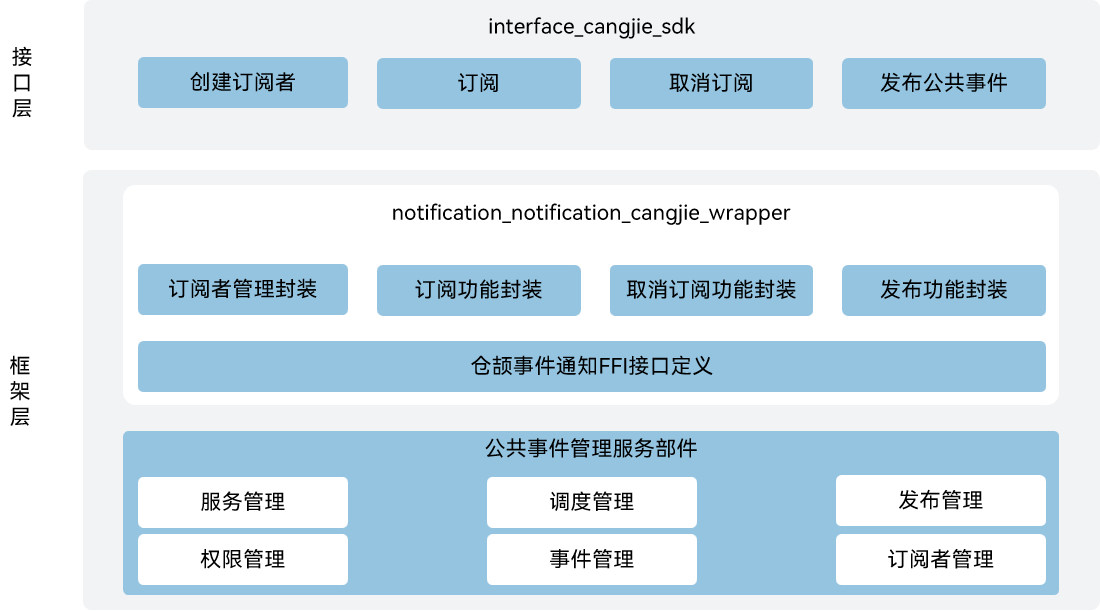 接口层
interface_cangjie_sdk
创建订阅者
订阅
取消订阅
发布公共事件
框架层
notification_notification_cangjie_wrapper
订阅者管理封装
订阅功能封装
取消订阅功能封装
发布功能封装
仓颉事件通知FFI接口定义
公共事件管理服务部件
服务管理
调度管理
发布管理
权限管理
事件管理
订阅者管理